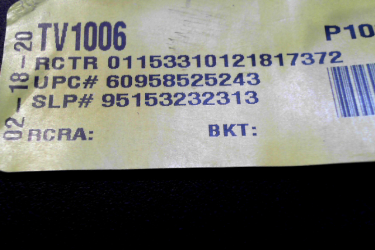 02-18-20
TV1006
P10
RCTR 01153310121817372
UPC# 60958525243
SLP# 95153232313
RCRA: BKT: